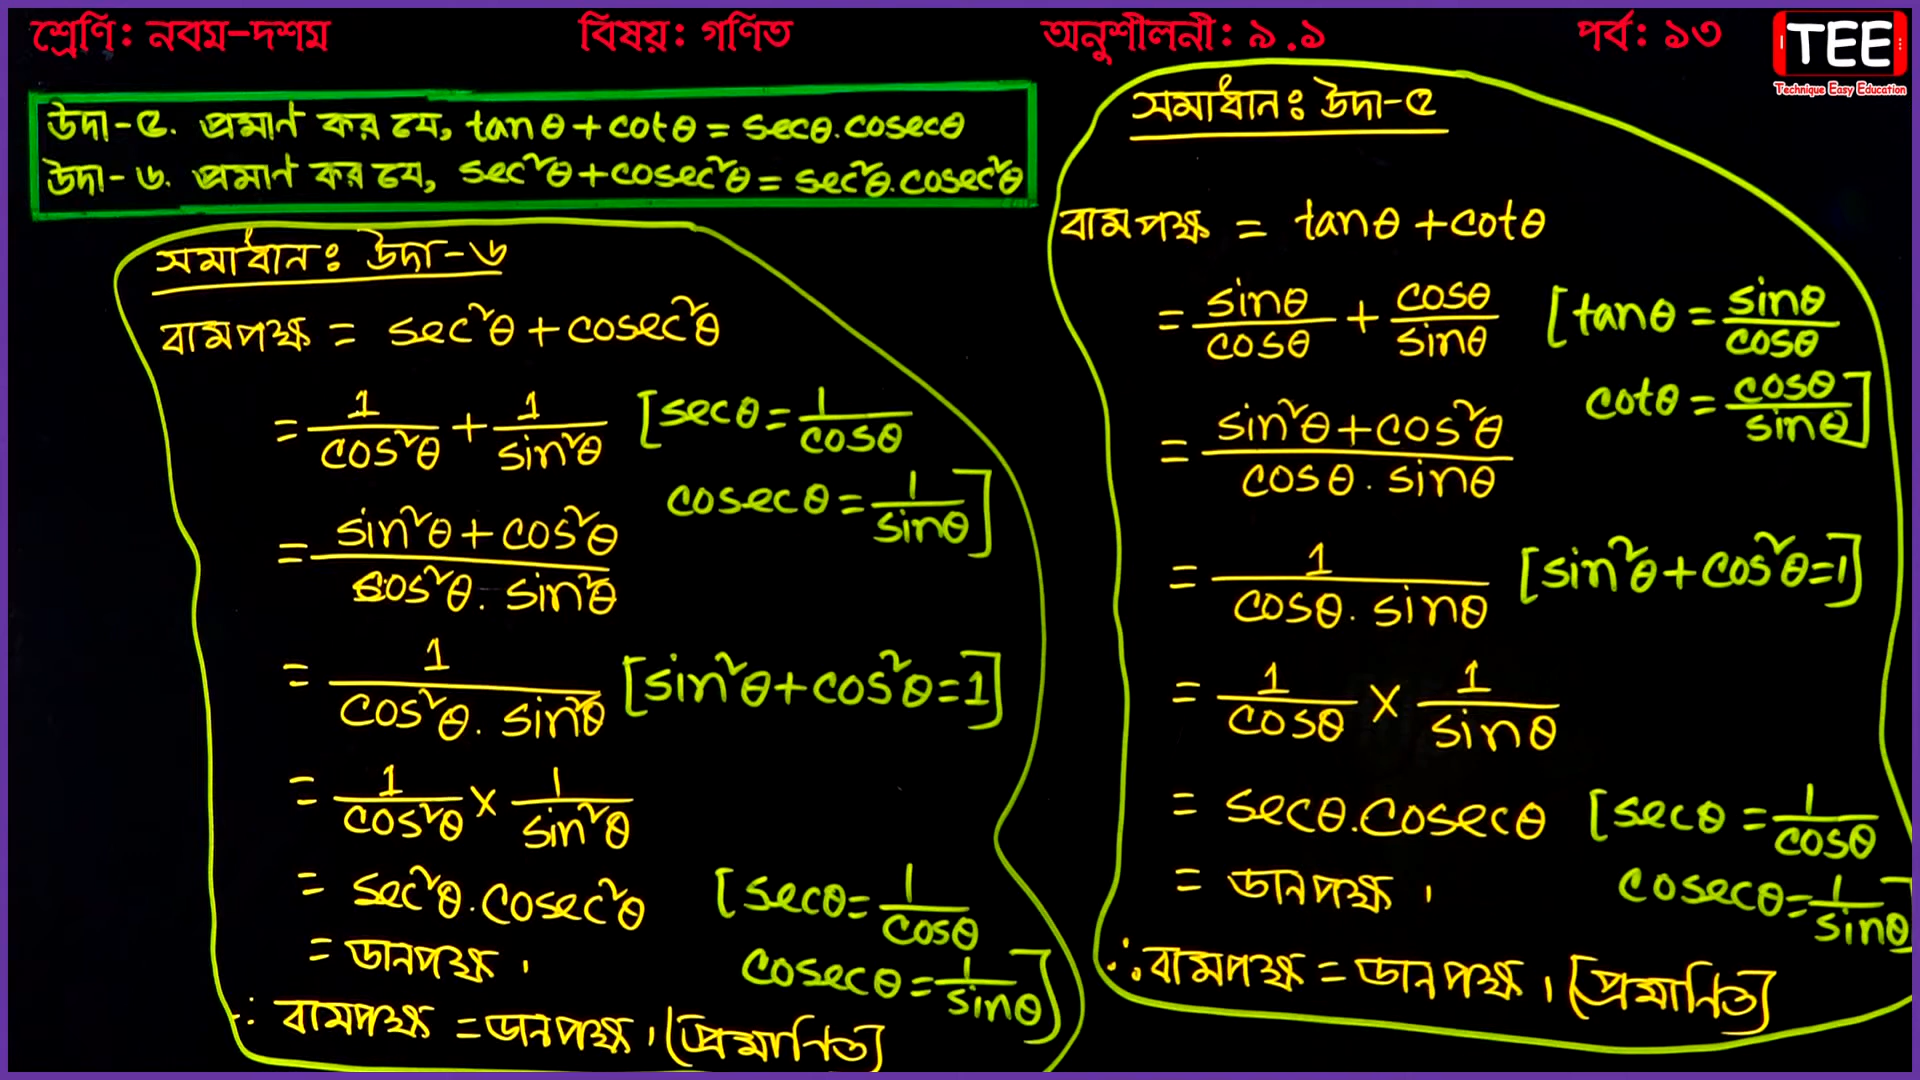 শ্রেণি: নবম-দশম
বিষয়: গণিত
অনুশীলনী: ৯.১
পর্ব: ১৩
TEE
Technique Easy Education
উদা-৫. প্রমাণ কর যে, tanθ + cotθ = secθ.cosecθ
উদা-৬. প্রমাণ কর যে, sec²θ + cosec²θ = sec²θ.cosec²θ
সমাধান: উদা-৬
বামপক্ষ = sec²θ + cosec²θ
= 1/cos²θ + 1/sin²θ [secθ = 1/cosθ
cosecθ = 1/sinθ]
= (sin²θ + cos²θ)/(cos²θ . sin²θ)
= 1/(cos²θ . sin²θ) [sin²θ + cos²θ = 1]
= 1/cos²θ × 1/sin²θ
= sec²θ.cosec²θ [secθ = 1/cosθ
= ডানপক্ষ। cosecθ = 1/sinθ]
∴ বামপক্ষ = ডানপক্ষ। [প্রমাণিত]
সমাধান: উদা-৫
বামপক্ষ = tanθ + cotθ
= sinθ/cosθ + cosθ/sinθ [tanθ = sinθ/cosθ
cotθ = cosθ/sinθ]
= (sin²θ + cos²θ)/(cosθ . sinθ)
= 1/(cosθ . sinθ) [sin²θ + cos²θ = 1]
= 1/cosθ × 1/sinθ
= secθ.cosecθ [secθ = 1/cosθ
= ডানপক্ষ। cosecθ = 1/sinθ]
∴ বামপক্ষ = ডানপক্ষ। [প্রমাণিত]